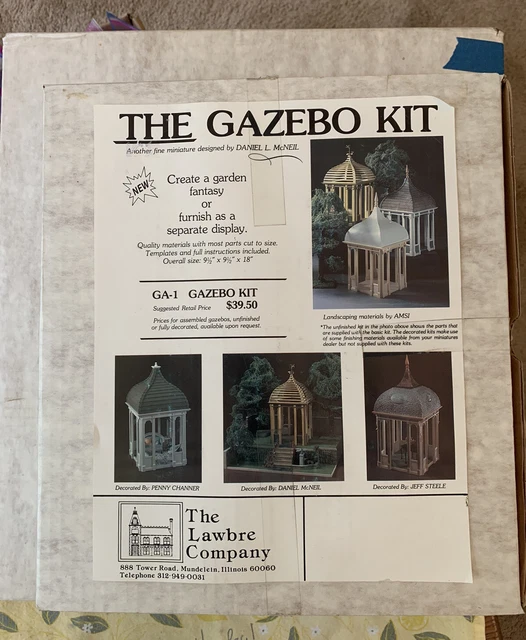 THE GAZEBO KIT
Another fine miniature designed by DANIEL L. McNEIL
NEW
Create a garden
fantasy
or
furnish as a
separate display.
Quality materials with most parts cut to size.
Templates and full instructions included.
Overall size: 9½" x 9½" x 18"
GA-1 GAZEBO KIT
Suggested Retail Price $39.50
Prices for assembled gazebos, unfinished
or fully decorated, available upon request.
Landscaping materials by AMSI
*The unfinished kit in the photo above shows the parts that
are supplied with the basic kit. The decorated kits make use
of some finishing materials available from your miniatures
dealer but not supplied with these kits.
Decorated By: PENNY CHANNER
Decorated By: DANIEL McNEIL
Decorated By: JEFF STEELE
The
Lawbre
Company
888 Tower Road, Mundelein, Illinois 60060
Telephone 312-949-0031